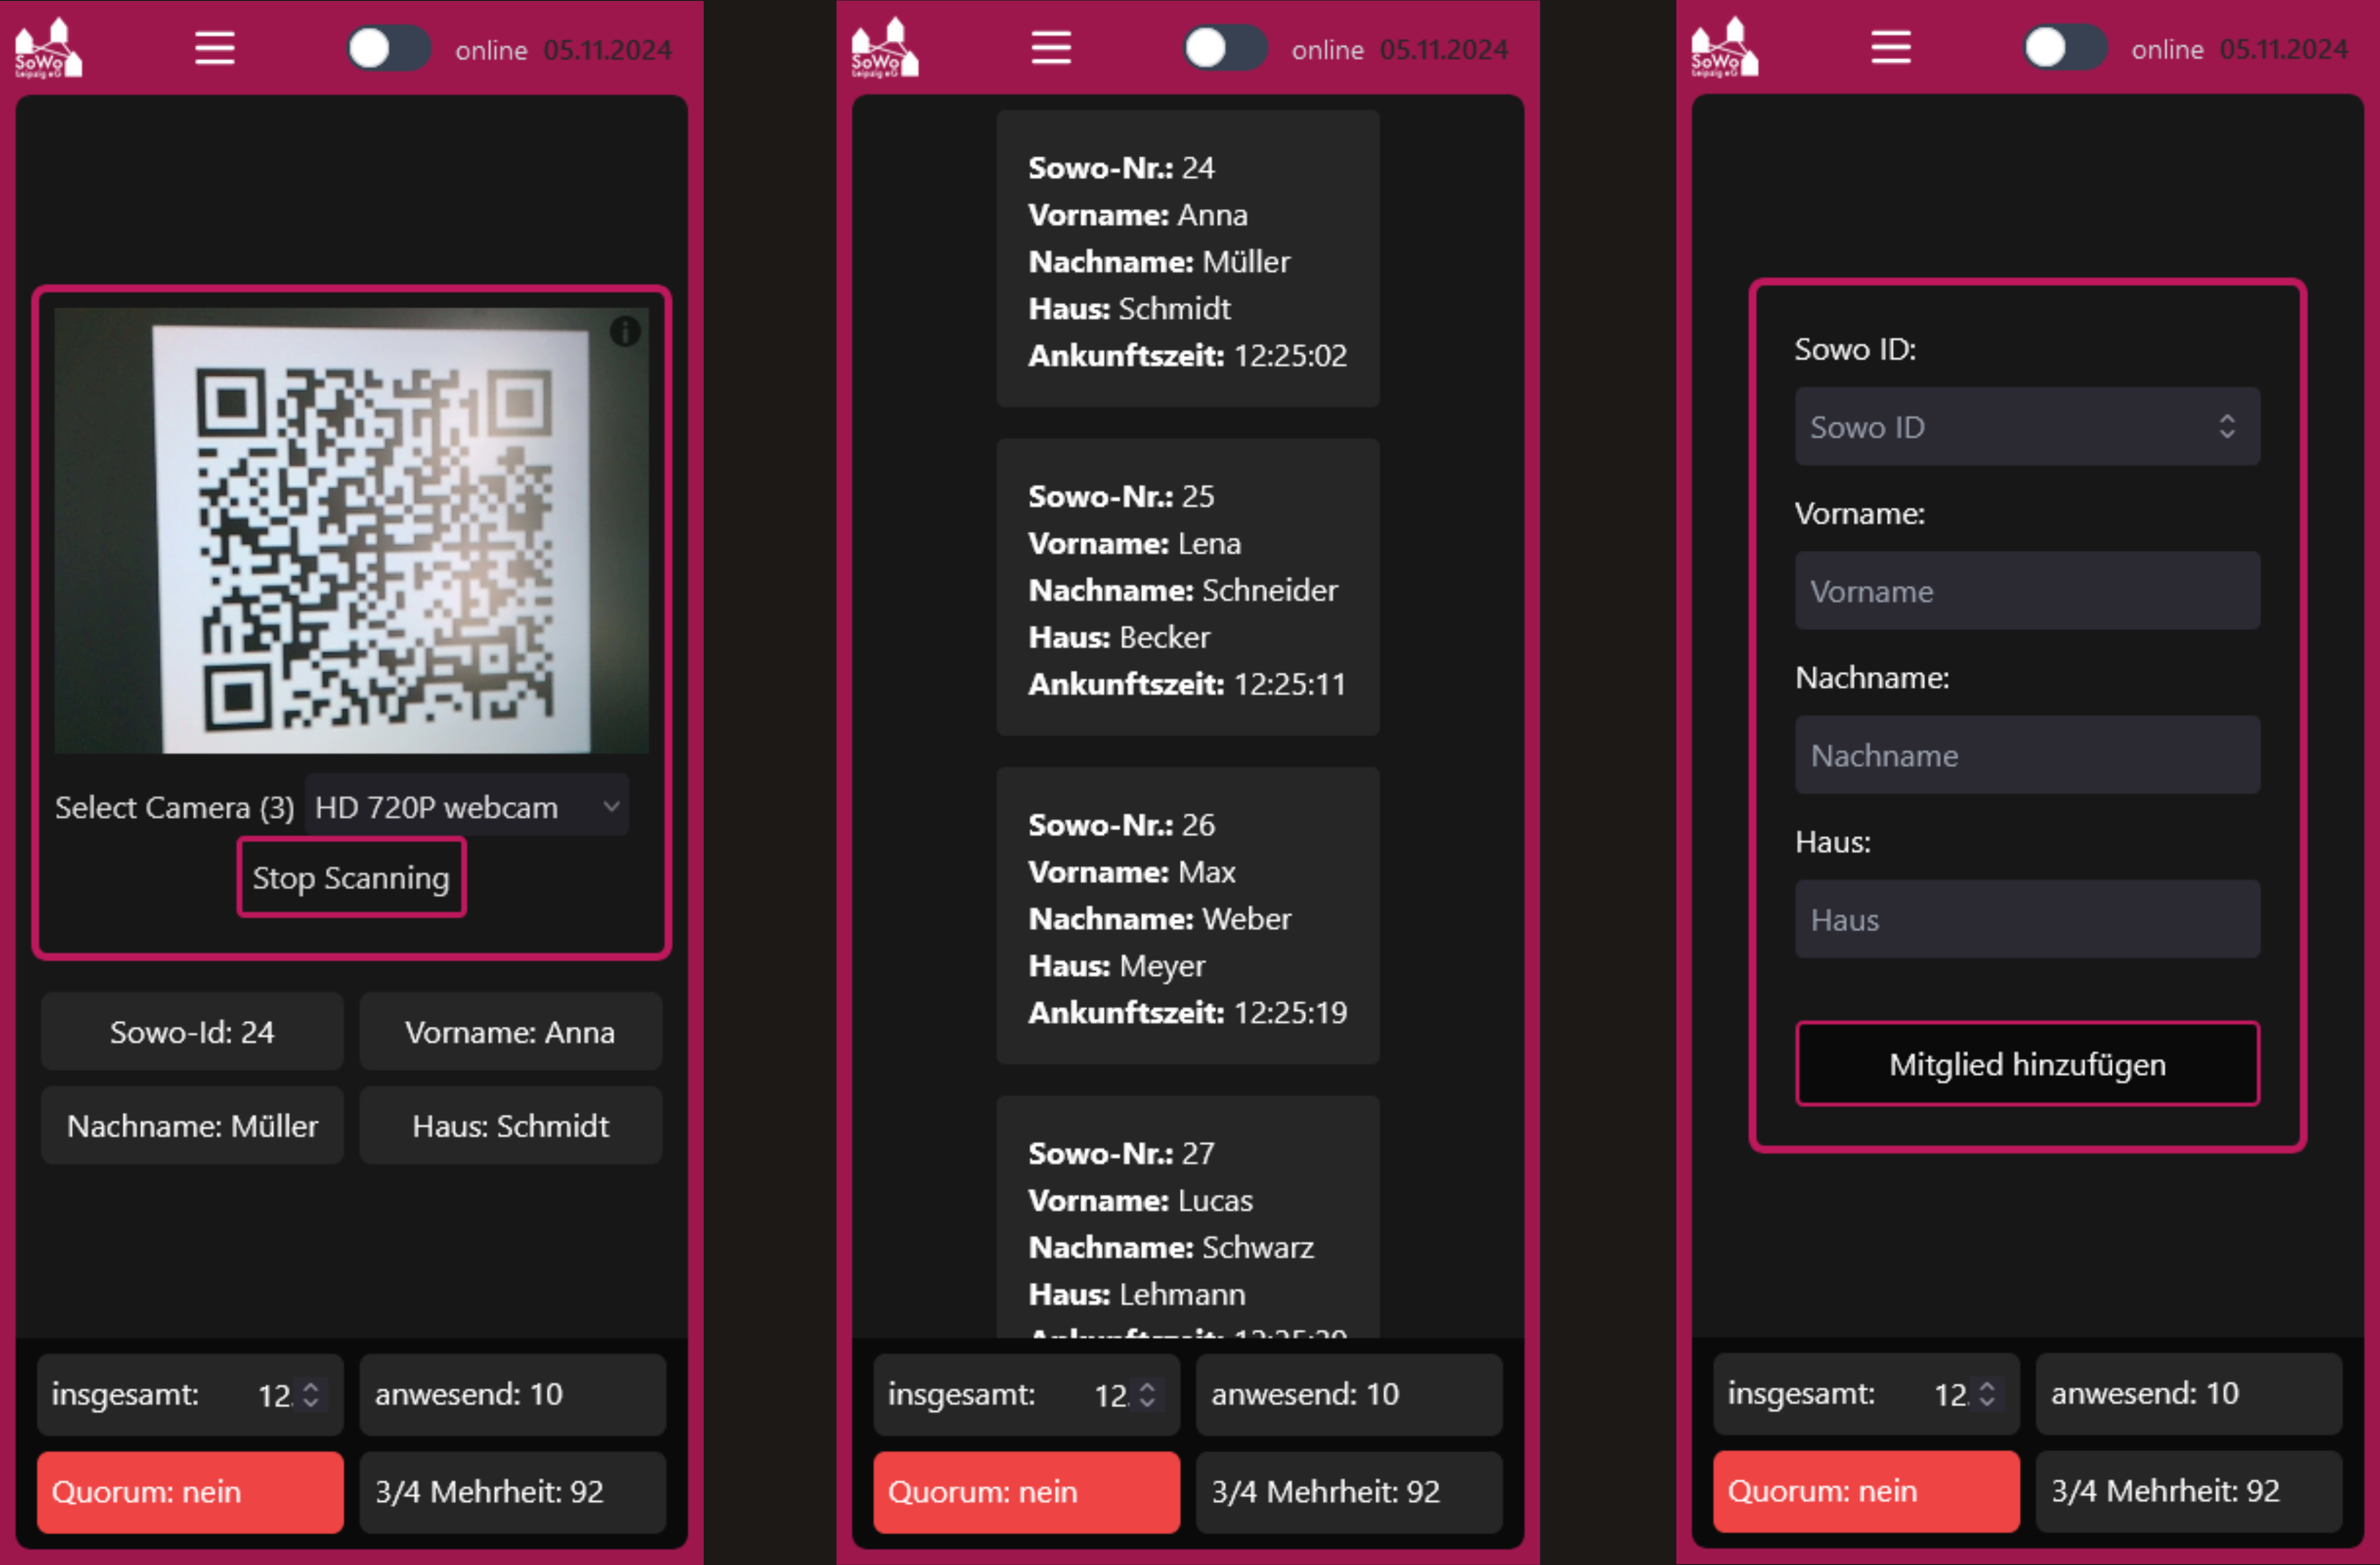 SoWo
Leipzig eG
online 05.11.2024
Select Camera (3) HD 720P webcam
Stop Scanning
Sowo-Id: 24
Vorname: Anna
Nachname: Müller
Haus: Schmidt
insgesamt: 12
anwesend: 10
Quorum: nein
3/4 Mehrheit: 92
SoWo
Leipzig eG
online 05.11.2024
Sowo-Nr.: 24
Vorname: Anna
Nachname: Müller
Haus: Schmidt
Ankunftszeit: 12:25:02
Sowo-Nr.: 25
Vorname: Lena
Nachname: Schneider
Haus: Becker
Ankunftszeit: 12:25:11
Sowo-Nr.: 26
Vorname: Max
Nachname: Weber
Haus: Meyer
Ankunftszeit: 12:25:19
Sowo-Nr.: 27
Vorname: Lucas
Nachname: Schwarz
Haus: Lehmann
insgesamt: 12
anwesend: 10
Quorum: nein
3/4 Mehrheit: 92
SoWo
Leipzig eG
online 05.11.2024
Sowo ID:
Sowo ID
Vorname:
Vorname
Nachname:
Nachname
Haus:
Haus
Mitglied hinzufügen
insgesamt: 12
anwesend: 10
Quorum: nein
3/4 Mehrheit: 92